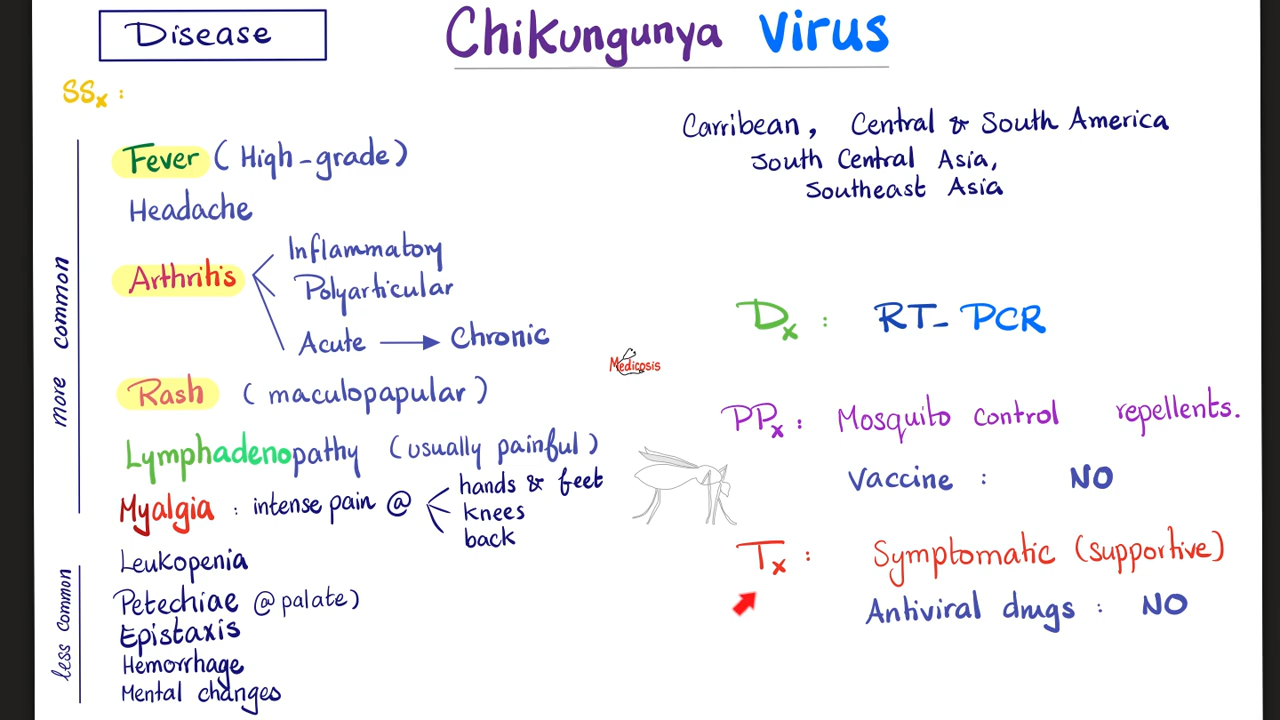 Disease
Chikungunya Virus
SSx :
more common
Fever (High-grade)
Headache
Arthritis
Inflammatory
Polyarticular
Acute → Chronic
Rash (maculopapular)
Lymphadenopathy (usually painful)
Myalgia : intense pain @
hands & feet
knees
back
less common
Leukopenia
Petechiae @ palate)
Epistaxis
Hemorrhage
Mental changes
Carribean, Central & South America
South Central Asia,
Southeast Asia
Dx : RT-PCR
Medicosis
PPx : Mosquito control repellents.
Vaccine : NO
Tx : Symptomatic (supportive)
Antiviral drugs : NO